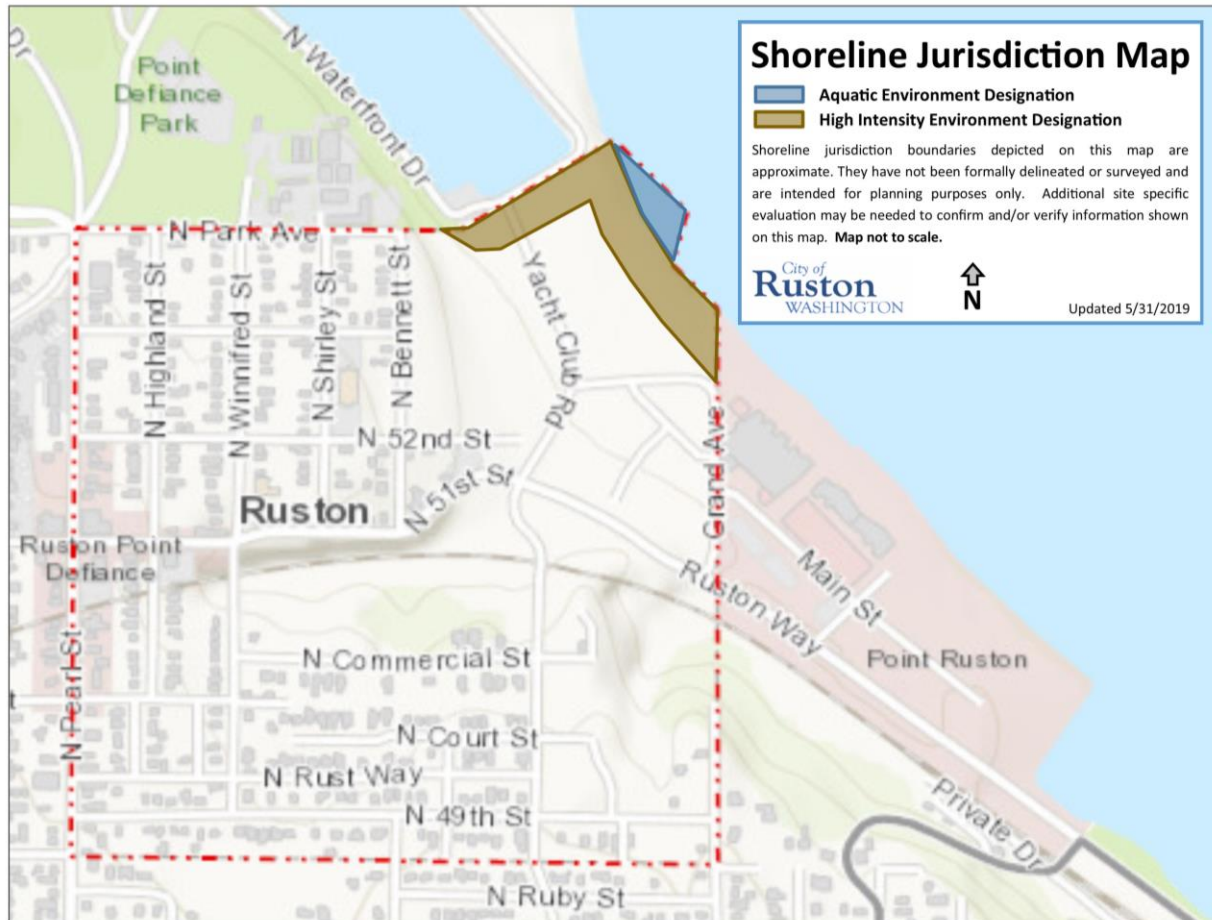 Shoreline Jurisdiction Map
Aquatic Environment Designation
High Intensity Environment Designation
Shoreline jurisdiction boundaries depicted on this map are
approximate. They have not been formally delineated or surveyed and
are intended for planning purposes only. Additional site specific
evaluation may be needed to confirm and/or verify information shown
on this map. Map not to scale.
City of
Ruston
WASHINGTON
N
Updated 5/31/2019
Dr
N Waterfront Dr
Point
Defiance
Park
N Park Ave
N Highland St
N Winnifred St
N Shirley St
N Bennett St
Yacht Club Rd
N 52nd St
N 51st St
Ruston
Grand Ave
Ruston Point
Defiance
Main St
Ruston Way
Point Ruston
N Pearl St
N Commercial St
t
N Court St
N Rust Way
N 49th St
Private Dr
N Ruby St